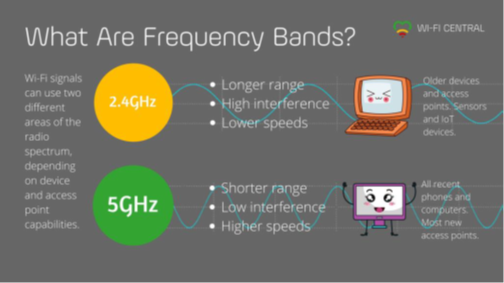 What Are Frequency Bands?
WI-FI CENTRAL
Wi-Fi signals
can use two
different
areas of the
radio
spectrum,
depending
on device
and access
point
capabilities.
2.4GHz
• Longer range
• High interference
• Lower speeds
Older devices
and access
points. Sensors
and IoT
devices.
5GHz
• Shorter range
• Low interference
• Higher speeds
All recent
phones and
computers.
Most new
access points.